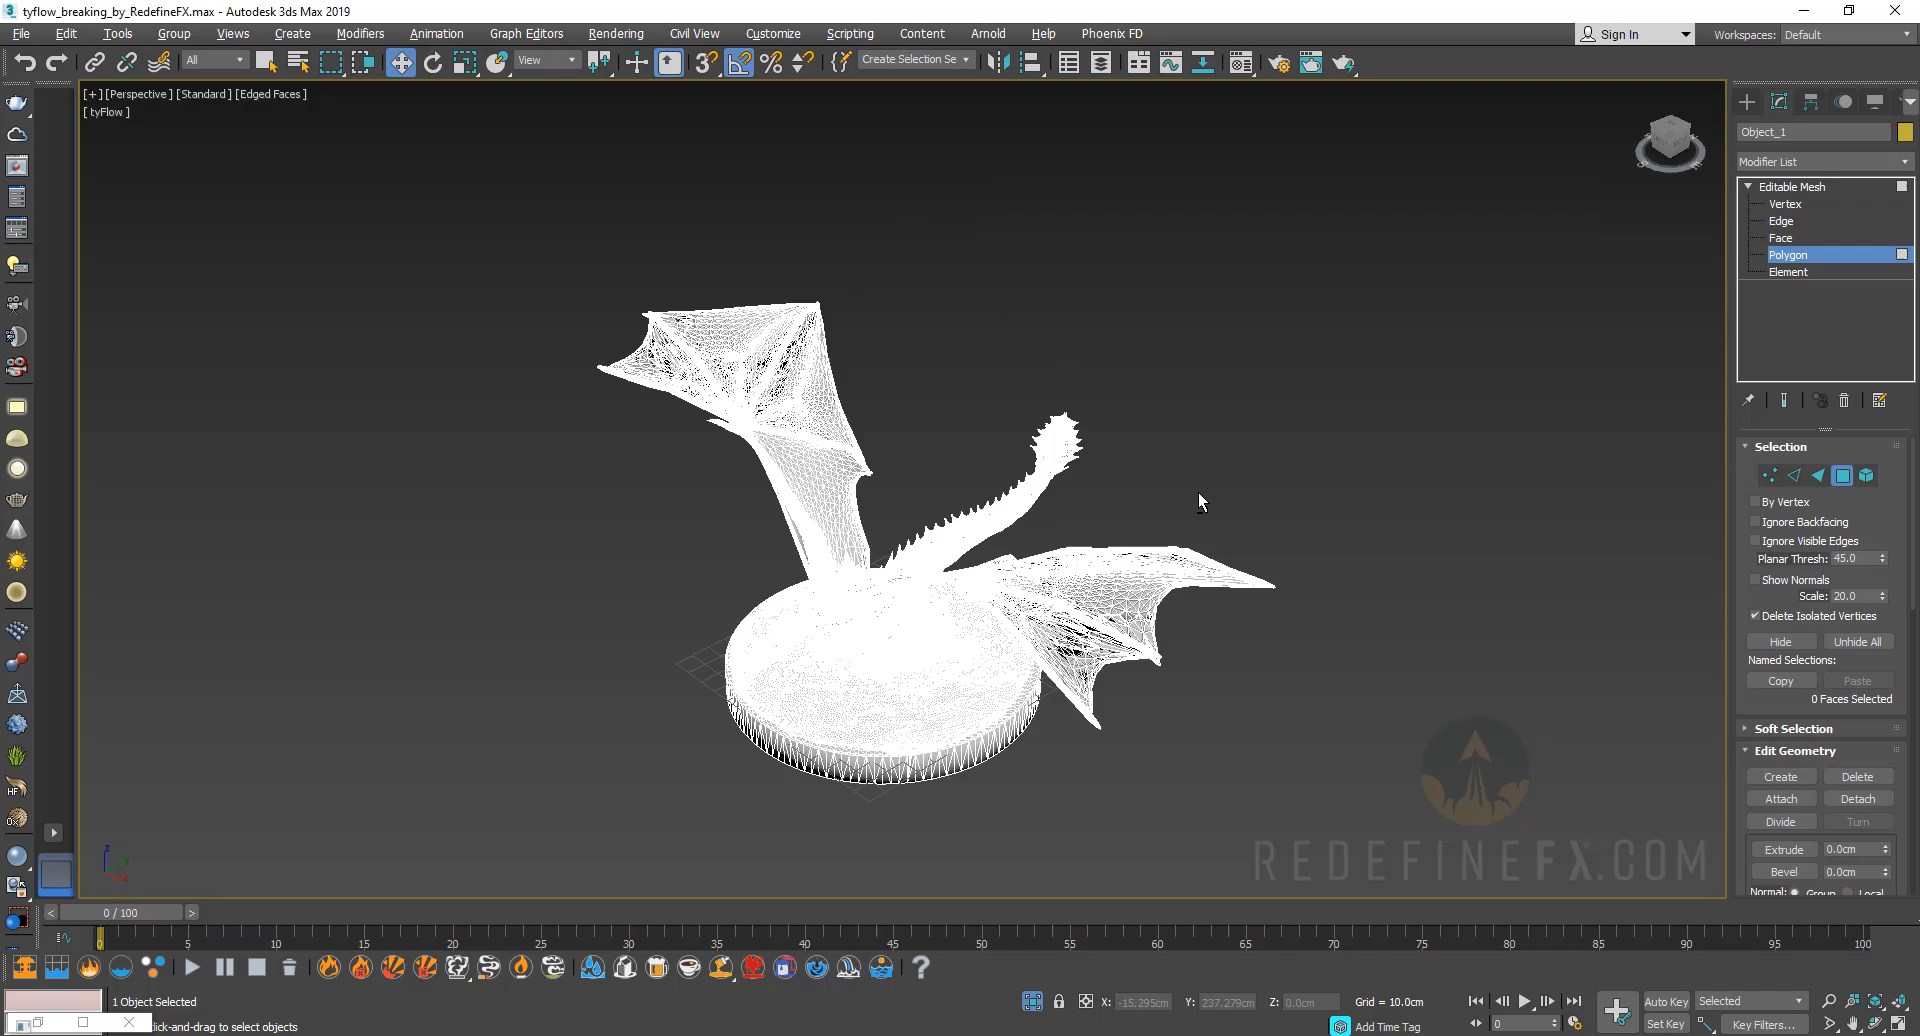 tyflow_breaking_by_RedefineFX.max - Autodesk 3ds Max 2019
File Edit Tools Group Views Create Modifiers Animation Graph Editors Rendering Civil View Customize Scripting Content Arnold Help Phoenix FD
Sign In Workspaces: Default
All View Create Selection Se
[+] [Perspective] [Standard] [Edged Faces]
[ tyFlow ]
Object_1
Modifier List
Editable Mesh
Vertex
Edge
Face
Polygon
Element
Selection
By Vertex
Ignore Backfacing
Ignore Visible Edges
Planar Thresh: 45.0
Show Normals
Scale: 20.0
Delete Isolated Vertices
Hide Unhide All
Named Selections:
Copy Paste
0 Faces Selected
Soft Selection
Edit Geometry
Create Delete
Attach Detach
Divide Turn
Extrude 0.0cm
Bevel 0.0cm
Normal: Group Local
REDEFINEFX.COM
z y
HF
< 0 / 100 >
0 5 10 15 20 25 30 35 40 45 50 55 60 65 70 75 80 85 90 95 100
1 Object Selected
X: -15.295cm Y: 237.279cm Z: 0.0cm Grid = 10.0cm
Auto Key Selected
lick-and-drag to select objects
Add Time Tag
0
Set Key Key Filters...